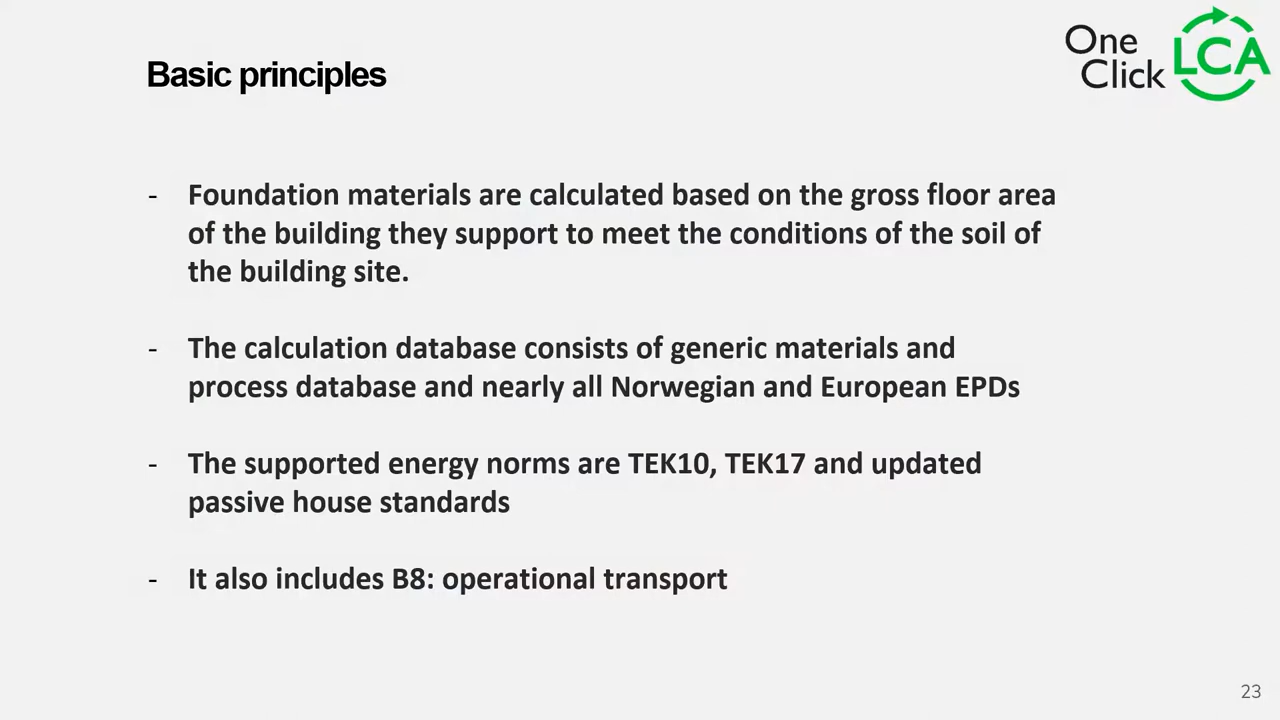 One
Click
LCA
Basic principles
- Foundation materials are calculated based on the gross floor area
of the building they support to meet the conditions of the soil of
the building site.
- The calculation database consists of generic materials and
process database and nearly all Norwegian and European EPDs
- The supported energy norms are TEK10, TEK17 and updated
passive house standards
- It also includes B8: operational transport
23